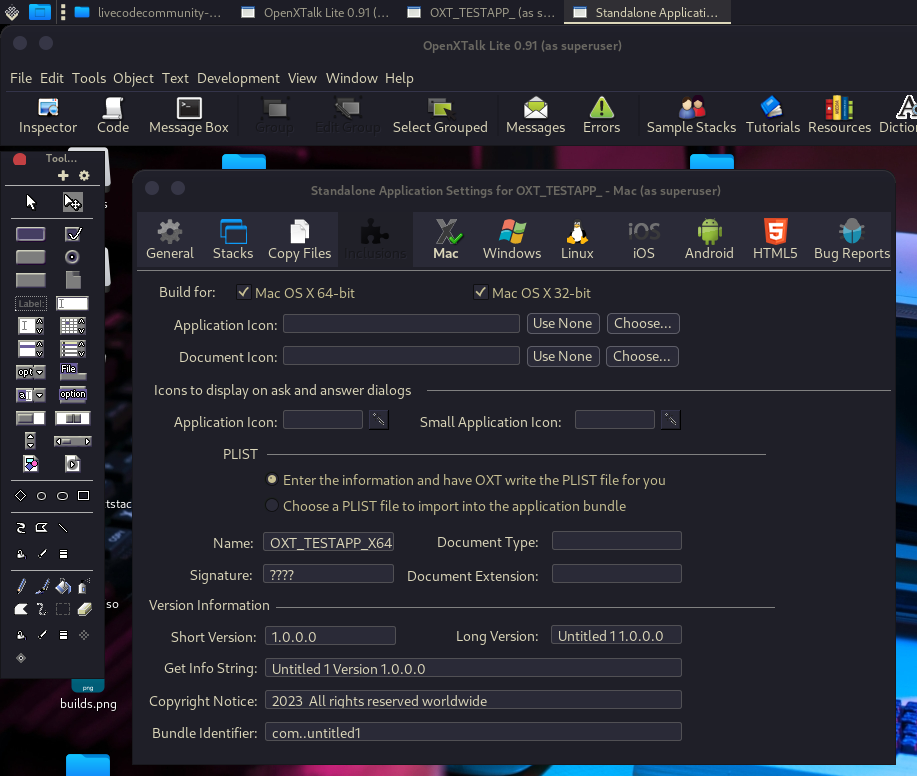 livecodecommunity-...
OpenXTalk Lite 0.91 (...
OXT_TESTAPP_ (as s...
Standalone Applicati...
OpenXTalk Lite 0.91 (as superuser)
File Edit Tools Object Text Development View Window Help
Inspector
Code
Message Box
Group
Edit Group
Select Grouped
Messages
Errors
Sample Stacks
Tutorials
Resources
Dictior
Tool...
Standalone Application Settings for OXT_TESTAPP_ - Mac (as superuser)
General
Stacks
Copy Files
Inclusions
Mac
Windows
Linux
iOS
iOS
Android
HTML5
Bug Reports
Label:
opt
File
option
Build for:
Mac OS X 64-bit
Mac OS X 32-bit
Application Icon:
Use None
Choose...
Document Icon:
Use None
Choose...
Icons to display on ask and answer dialogs
Application Icon:
Small Application Icon:
PLIST
Enter the information and have OXT write the PLIST file for you
Choose a PLIST file to import into the application bundle
Name:
OXT_TESTAPP_X64
Document Type:
Signature:
????
Document Extension:
Version Information
Short Version:
1.0.0.0
Long Version:
Untitled 1 1.0.0.0
Get Info String:
Untitled 1 Version 1.0.0.0
Copyright Notice:
2023 All rights reserved worldwide
Bundle Identifier:
com..untitled1
tstac
so
png
builds.png